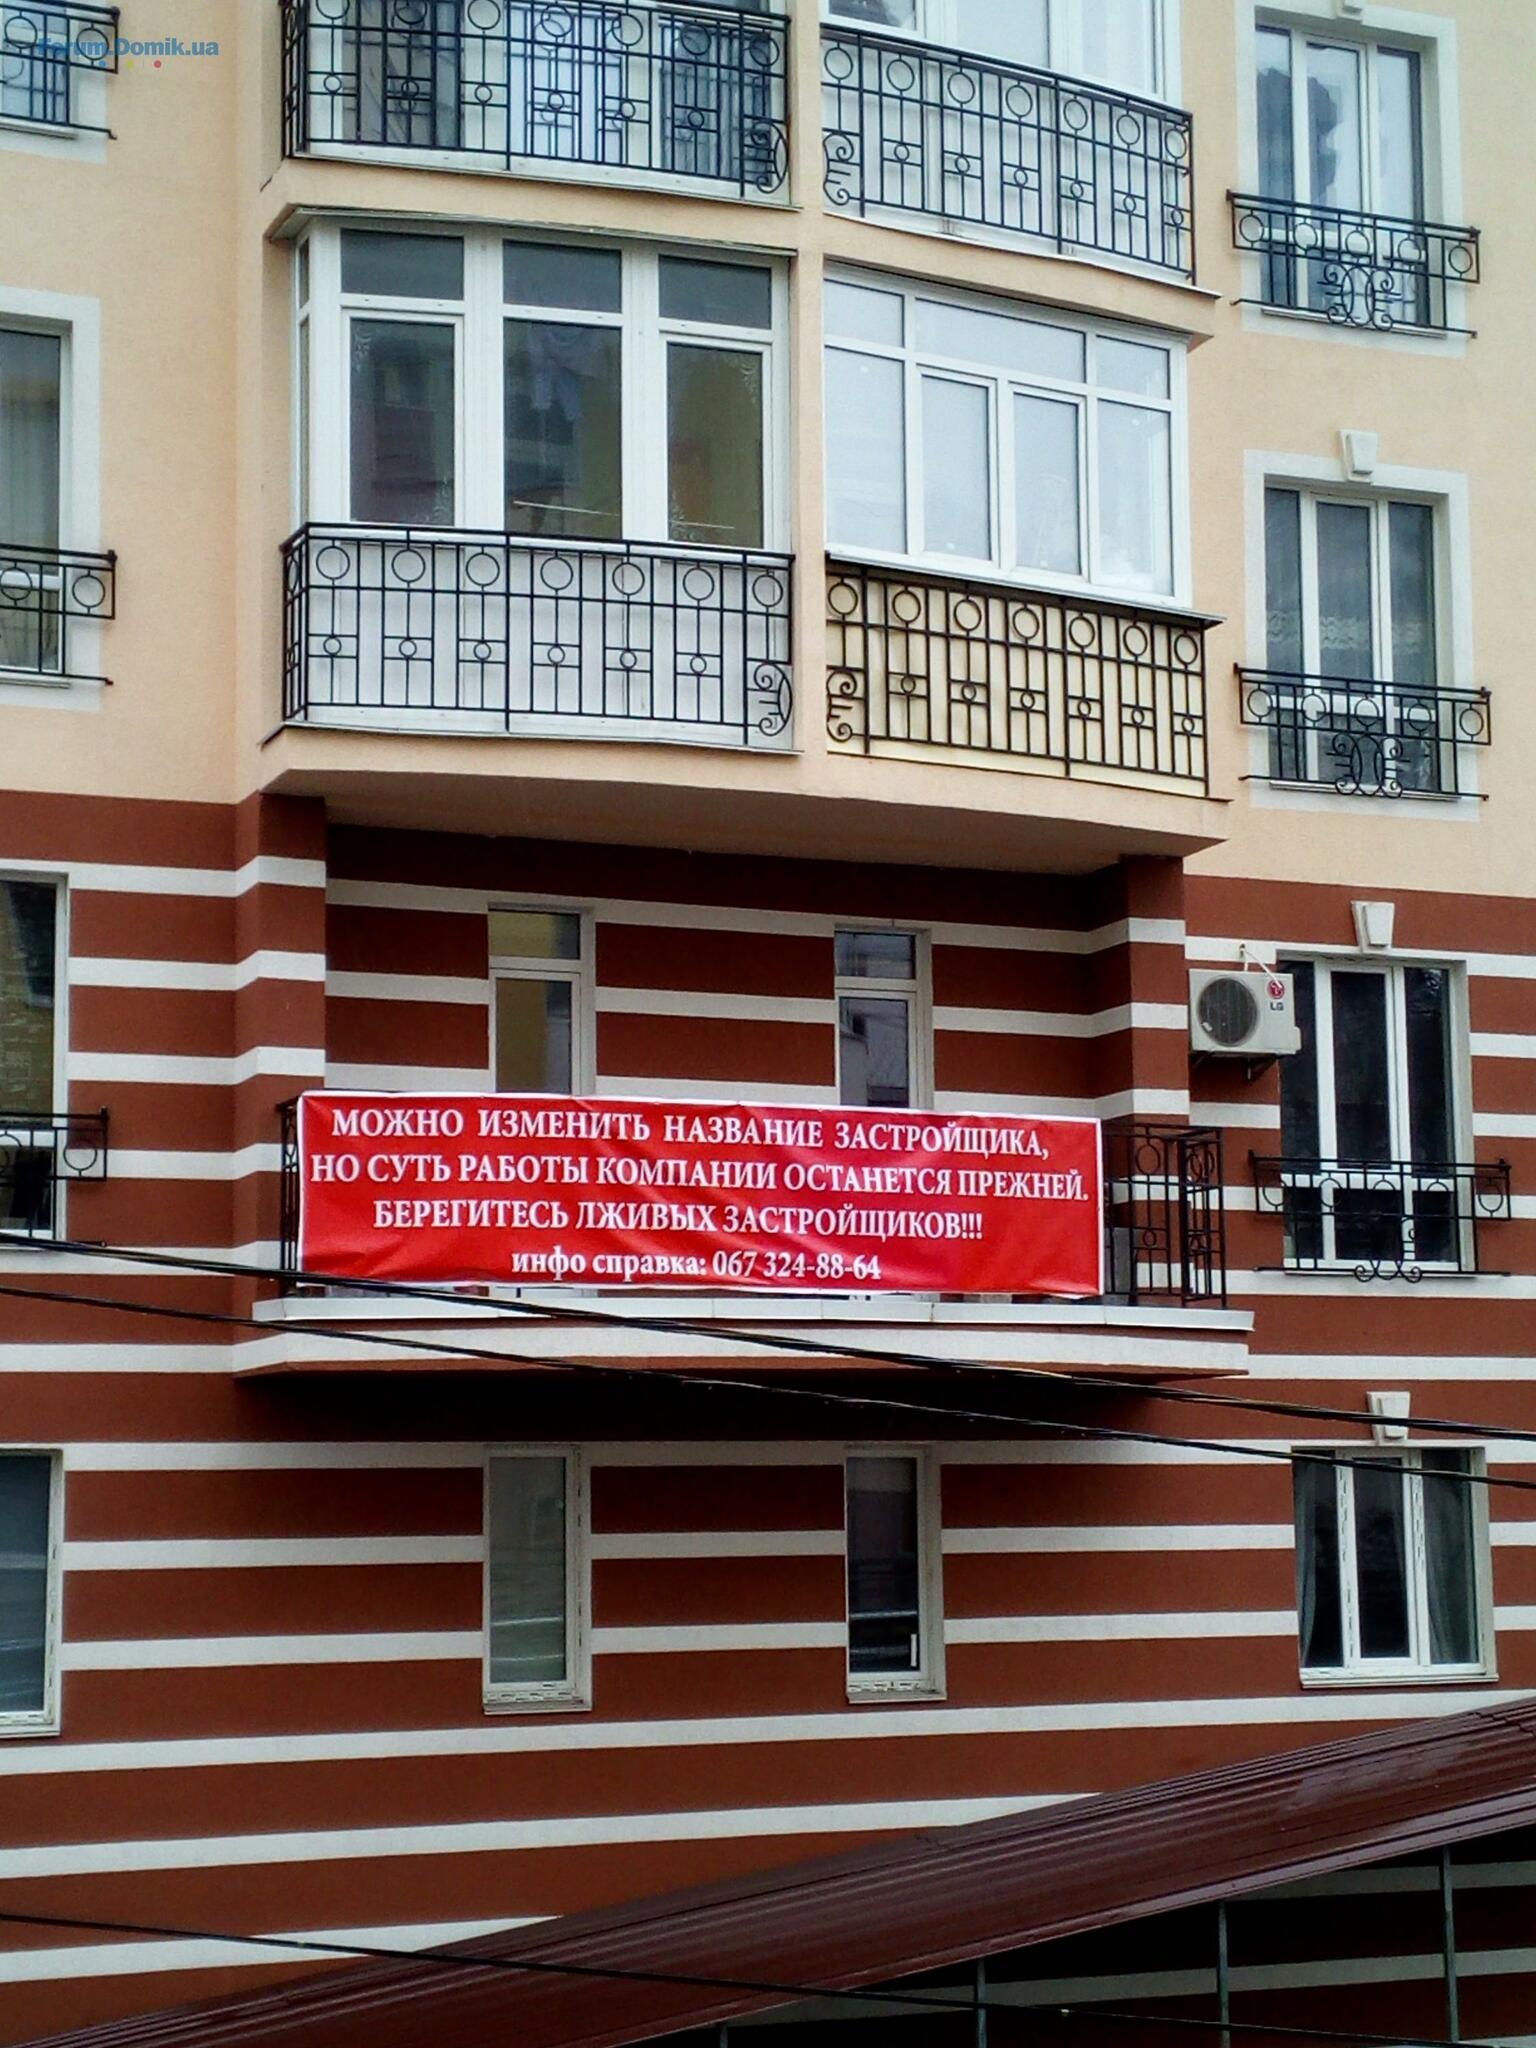 Forum.Domik.ua
LG
МОЖНО ИЗМЕНИТЬ НАЗВАНИЕ ЗАСТРОЙЩИКА,
НО СУТЬ РАБОТЫ КОМПАНИИ ОСТАНЕТСЯ ПРЕЖНЕЙ.
БЕРЕГИТЕСЬ ЛЖИВЫХ ЗАСТРОЙЩИКОВ!!!
инфо справка: 067 324-88-64